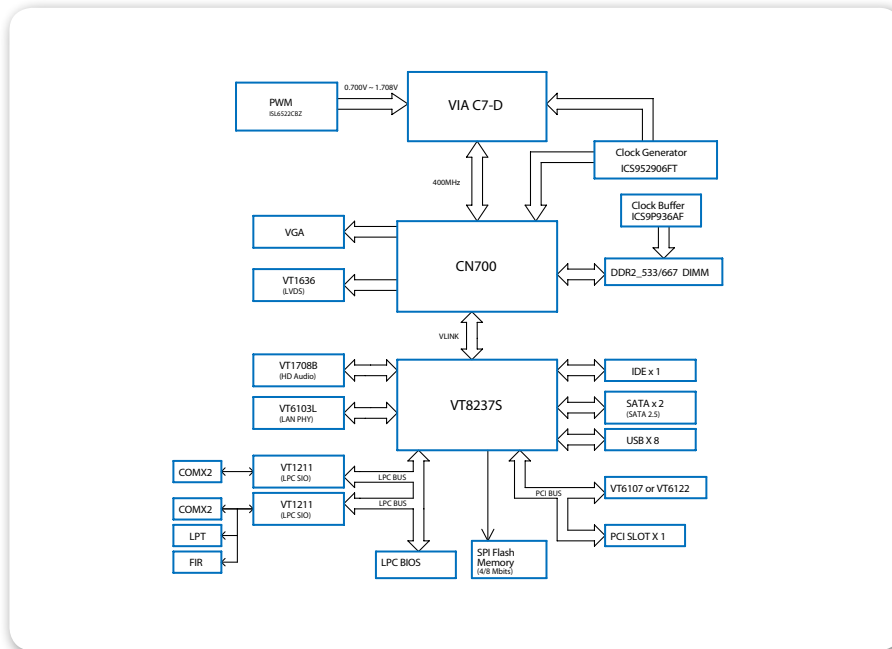 0.700V ~ 1.708V
PWM
ISL6522CBZ
VIA C7-D
Clock Generator
ICS952906FT
400MHz
Clock Buffer
ICS9P936AF
VGA
CN700
DDR2_533/667 DIMM
VT1636
(LVDS)
VLINK
VT1708B
(HD Audio)
VT8237S
IDE x 1
VT6103L
(LAN PHY)
SATA x 2
(SATA 2.5)
USB X 8
COMX2
VT1211
(LPC SIO)
LPC BUS
COMX2
VT1211
(LPC SIO)
LPC BUS
PCI BUS
VT6107 or VT6122
LPT
FIR
LPC BIOS
SPI Flash
Memory
(4/8 Mbits)
PCI SLOT X 1